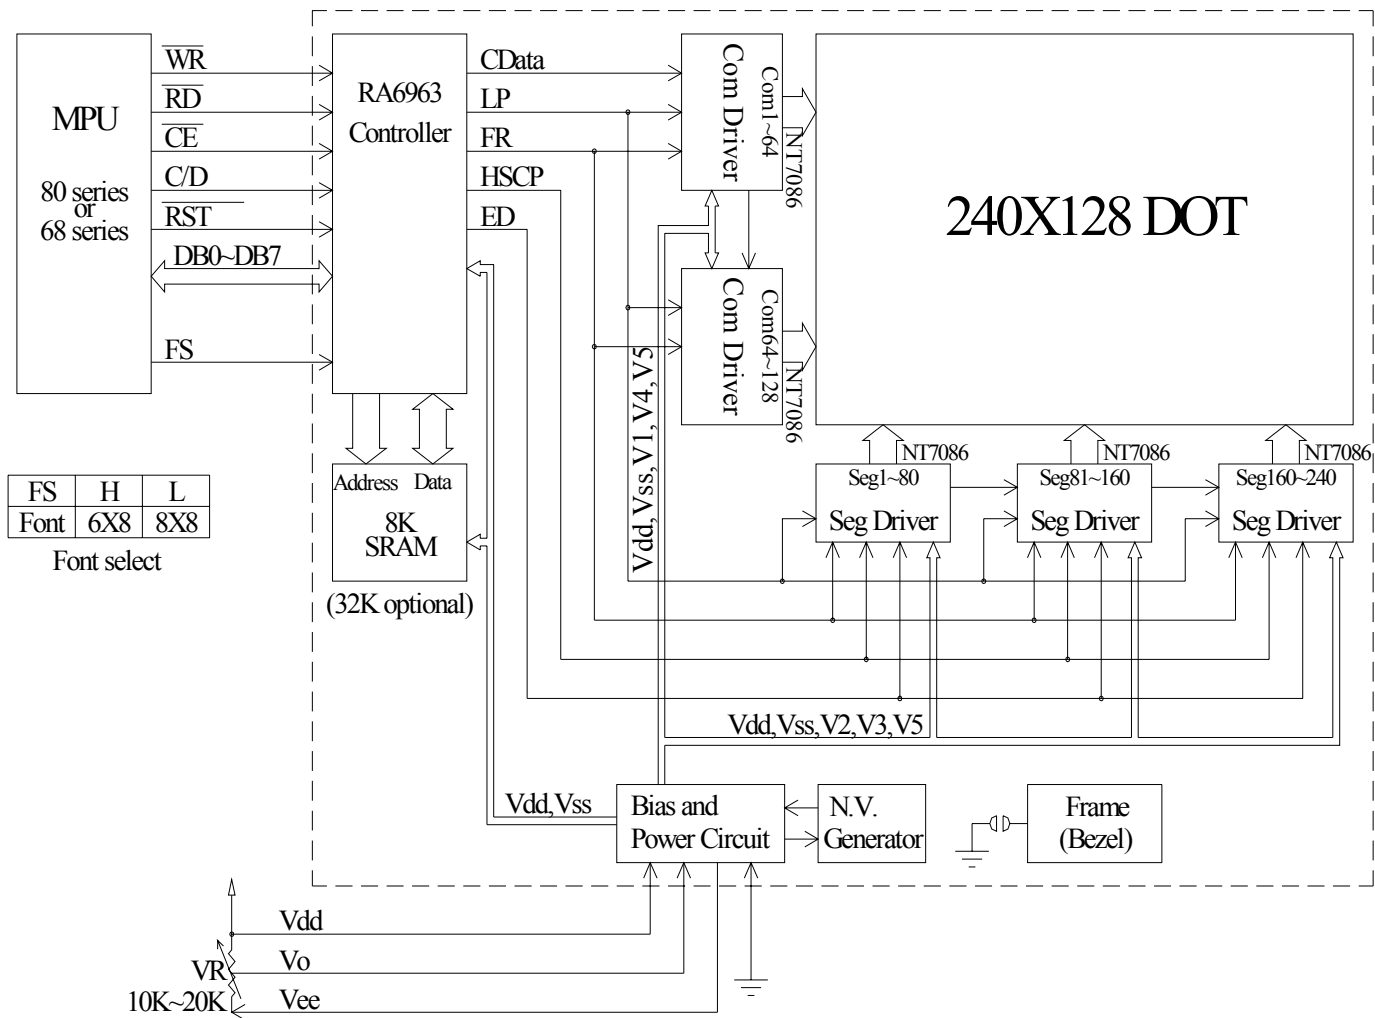 MPU
80 series
or
68 series
WR
RD
CE
C/D
RST
DB0~DB7
FS
RA6963
Controller
CData
LP
FR
HSCP
ED
Com Driver
Com1~64
NT7086
Com Driver
Com64~128
NT7086
240X128 DOT
Vdd,Vss,V1,V4,V5
Address Data
8K
SRAM
(32K optional)
FS H L
Font 6X8 8X8
Font select
NT7086
Seg1~80
Seg Driver
NT7086
Seg81~160
Seg Driver
NT7086
Seg160~240
Seg Driver
Vdd,Vss,V2,V3,V5
Vdd,Vss
Bias and
Power Circuit
N.V.
Generator
Frame
(Bezel)
Vdd
VR
Vo
10K~20K
Vee